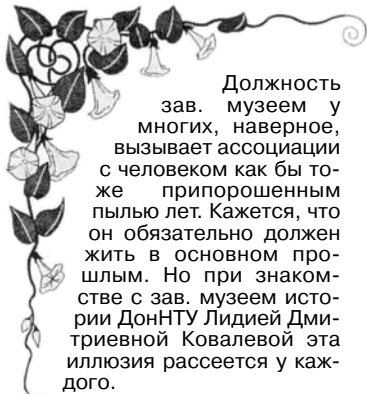 Должность
зав. музеем у
многих, наверное,
вызывает ассоциации
с человеком как бы то-
же припорошенным
пылью лет. Кажется, что
он обязательно должен
жить в основном про-
шлым. Но при знаком-
стве с зав. музеем исто-
рии ДонНТУ Лидией Дми-
триевной Ковалевой эта
иллюзия рассеется у каж-
дого.